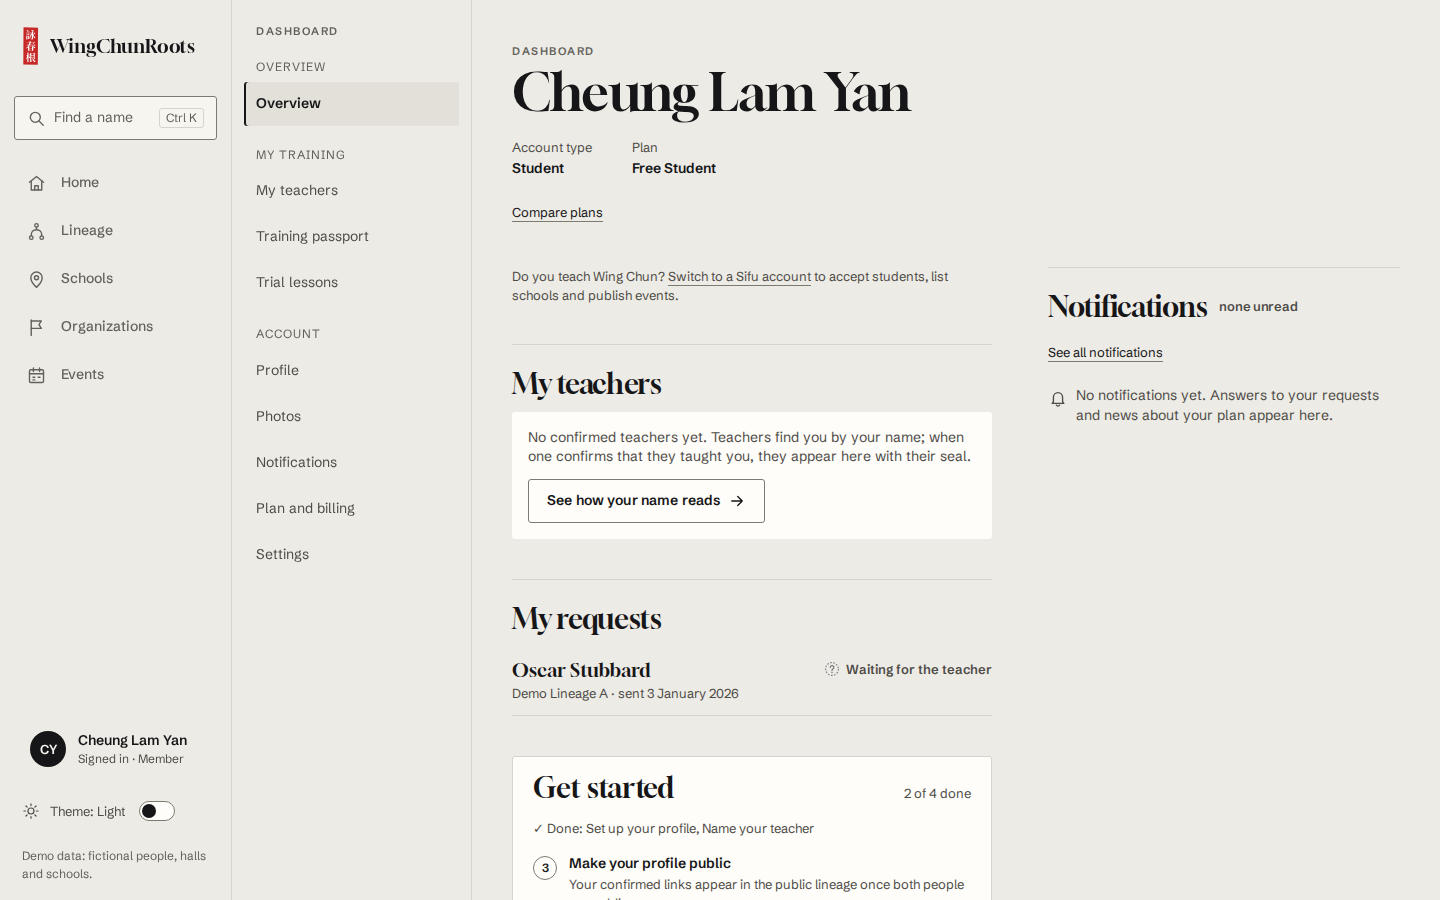 詠春根
WingChunRoots
Find a name
Ctrl K
Home
Lineage
Schools
Organizations
Events
CY
Cheung Lam Yan
Signed in · Member
Theme: Light
Demo data: fictional people, halls
and schools.
DASHBOARD
OVERVIEW
Overview
MY TRAINING
My teachers
Training passport
Trial lessons
ACCOUNT
Profile
Photos
Notifications
Plan and billing
Settings
DASHBOARD
Cheung Lam Yan
Account type
Student
Plan
Free Student
Compare plans
Do you teach Wing Chun? Switch to a Sifu account to accept students, list
schools and publish events.
My teachers
No confirmed teachers yet. Teachers find you by your name; when
one confirms that they taught you, they appear here with their seal.
See how your name reads →
My requests
Oscar Stubbard
Waiting for the teacher
Demo Lineage A · sent 3 January 2026
Get started
2 of 4 done
✓ Done: Set up your profile, Name your teacher
3
Make your profile public
Your confirmed links appear in the public lineage once both people
Notifications
none unread
See all notifications
No notifications yet. Answers to your requests
and news about your plan appear here.